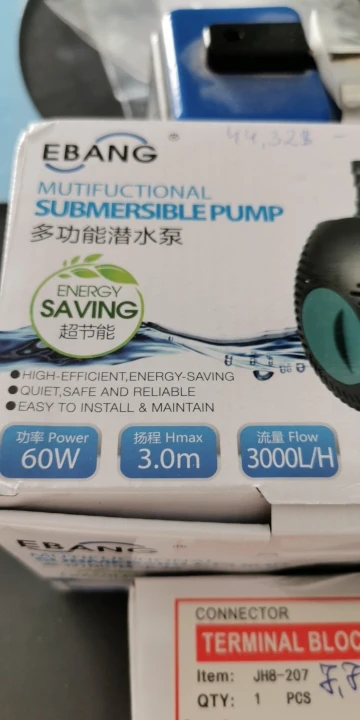 44,32$ -
EBANG ®
MUTIFUCTIONAL
SUBMERSIBLE PUMP
多功能潜水泵
ENERGY
SAVING
超节能
●HIGH-EFFICIENT,ENERGY-SAVING
●QUIET,SAFE AND RELIABLE
●EASY TO INSTALL & MAINTAIN
功率 Power
60W
扬程 Hmax
3.0m
流量 Flow
3000L/H
EBANG
CONNECTOR
TERMINAL BLOC
Item: JH8-207
QTY: 1 PCS